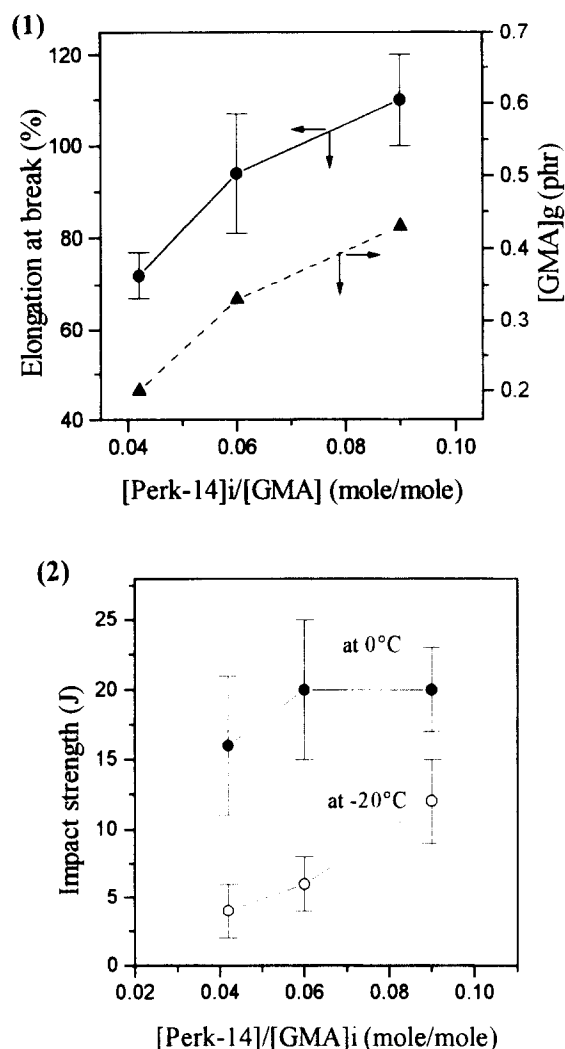 (1)
120
100
80
60
40
Elongation at break (%)
0.7
0.6
0.5
0.4
0.3
0.2
[GMA]g (phr)
0.04 0.06 0.08 0.10
[Perk-14]i/[GMA] (mole/mole)
(2)
25
20
15
10
5
0
Impact strength (J)
at 0°C
at -20°C
0.02 0.04 0.06 0.08 0.10
[Perk-14]/[GMA]i (mole/mole)